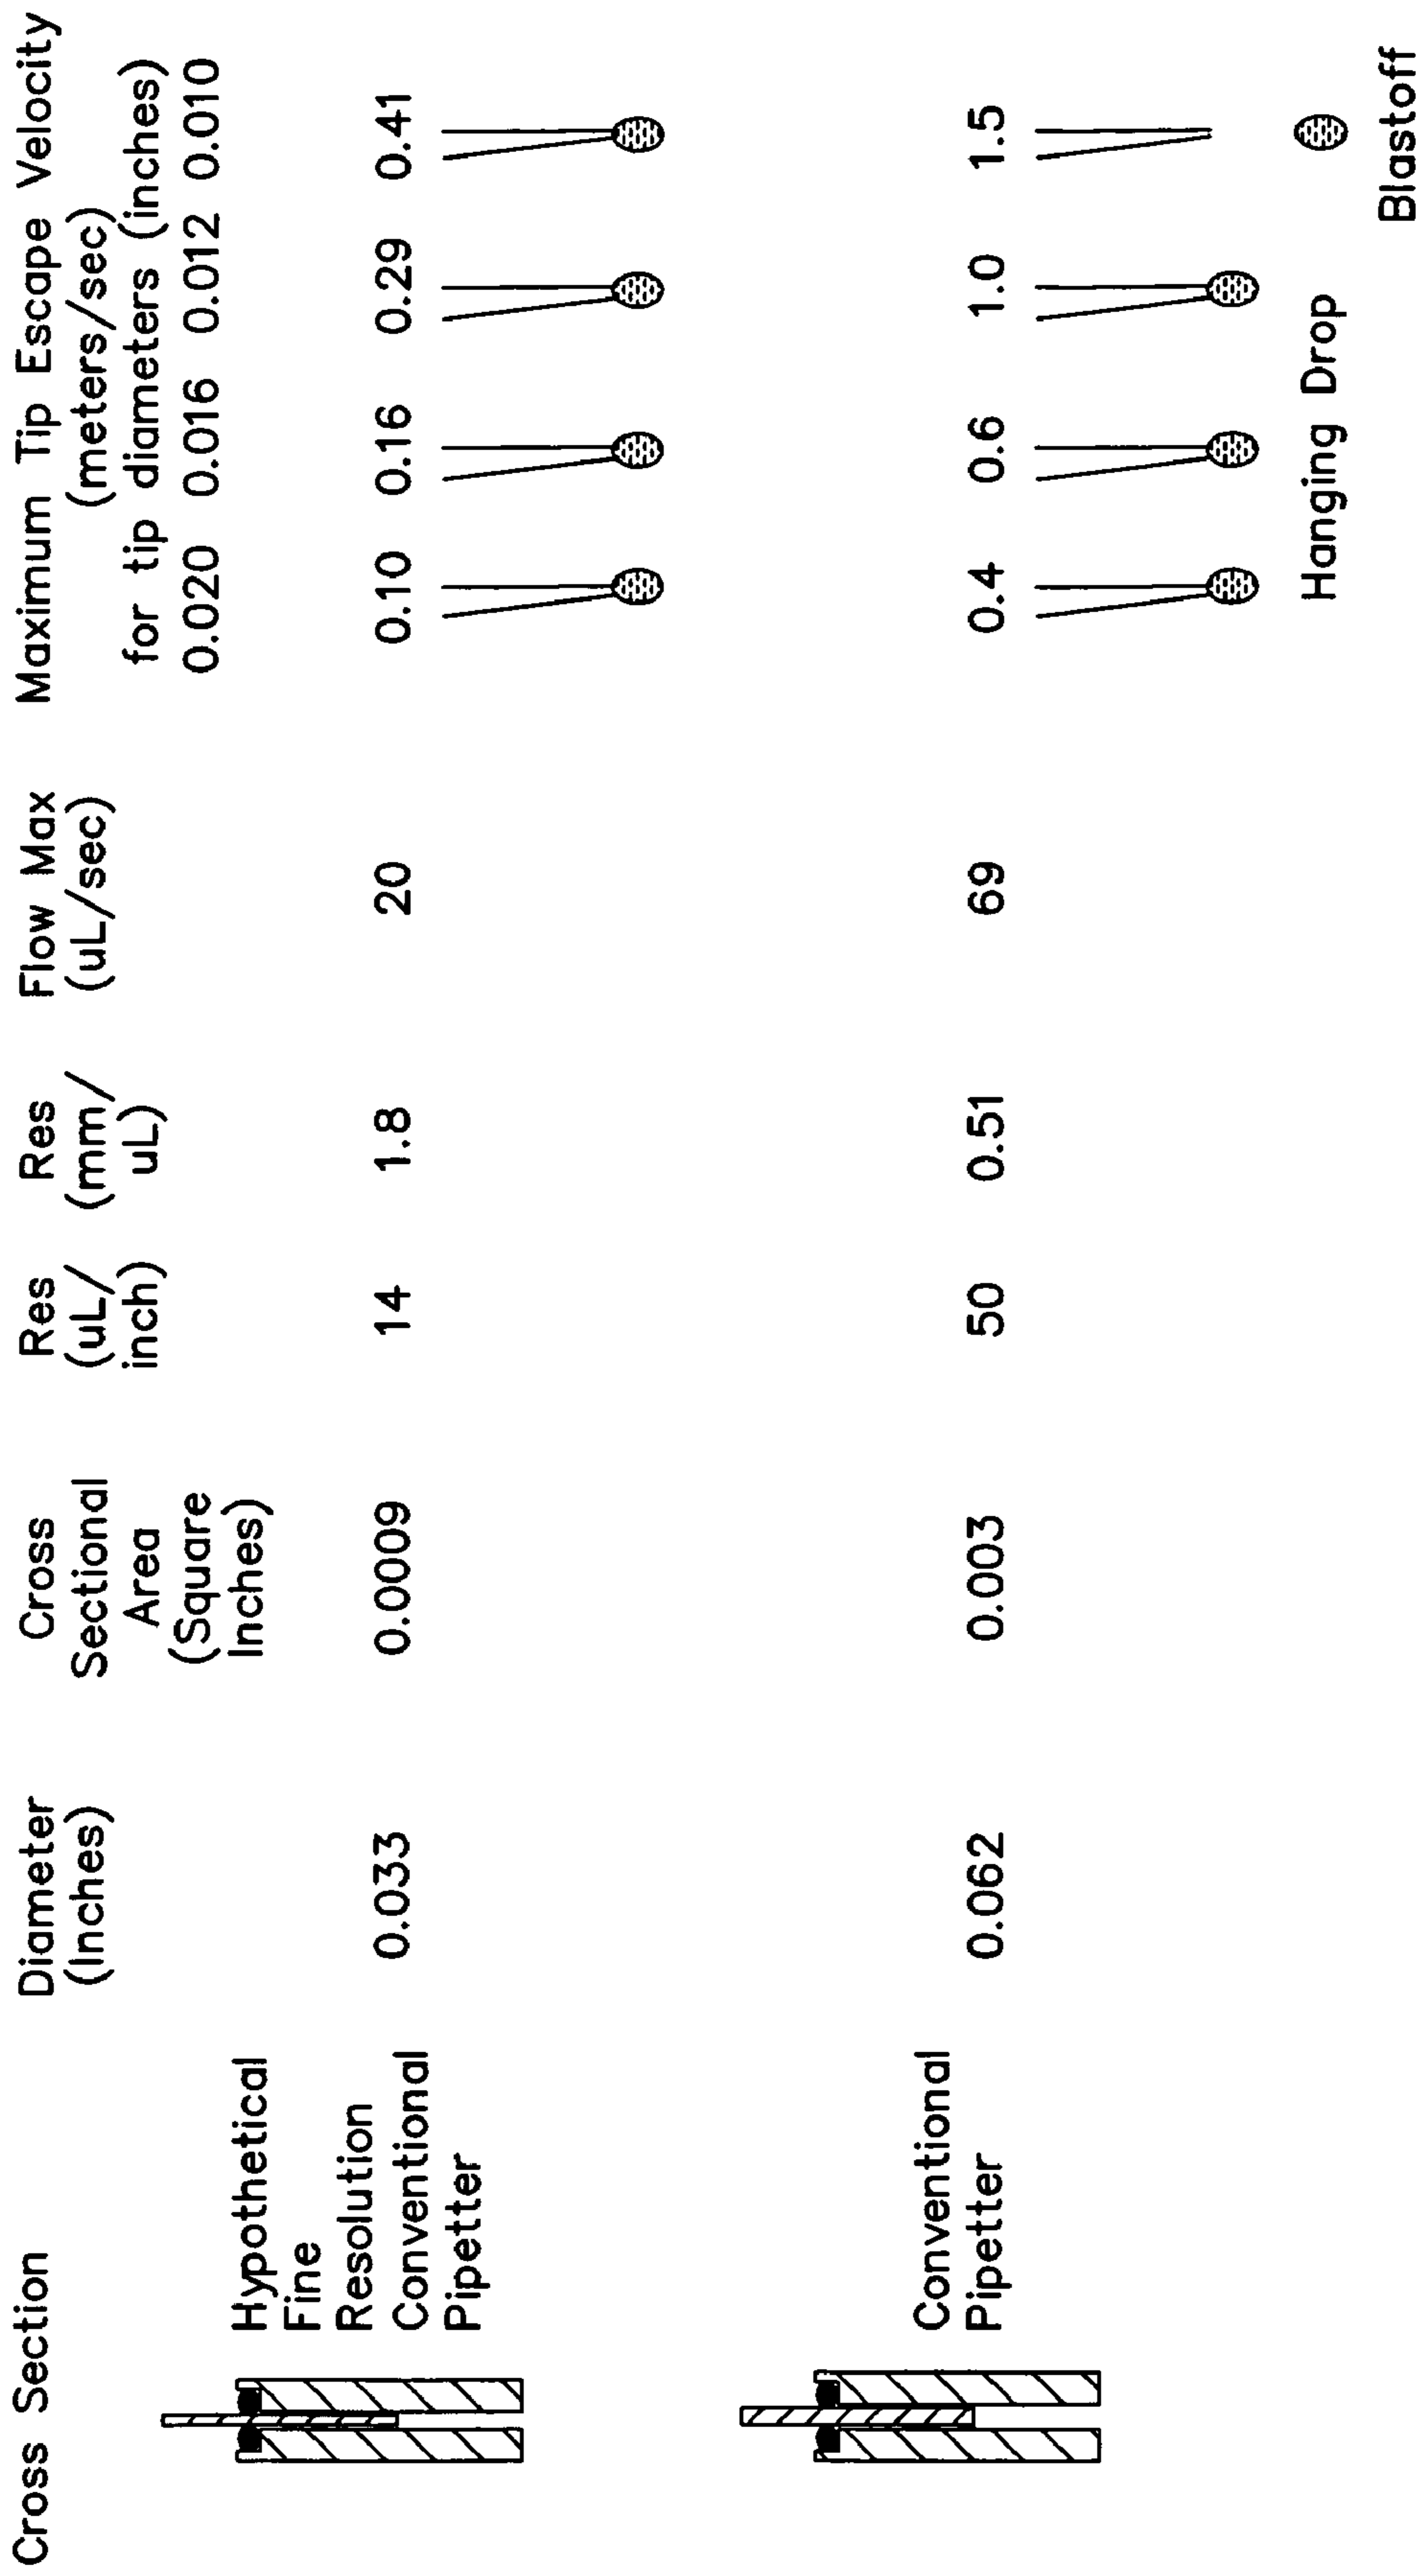 Cross Section
Diameter
(Inches)
Cross
Sectional
Area
(Square
Inches)
Res
(uL/
inch)
Res
(mm/
uL)
Flow Max
(uL/sec)
Maximum Tip Escape Velocity
(meters/sec)
for tip diameters (inches)
0.020 0.016 0.012 0.010
Hypothetical
Fine
Resolution
Conventional
Pipetter
0.033
0.0009
14
1.8
20
0.10 0.16 0.29 0.41
Conventional
Pipetter
0.062
0.003
50
0.51
69
0.4 0.6 1.0 1.5
Hanging Drop
Blastoff